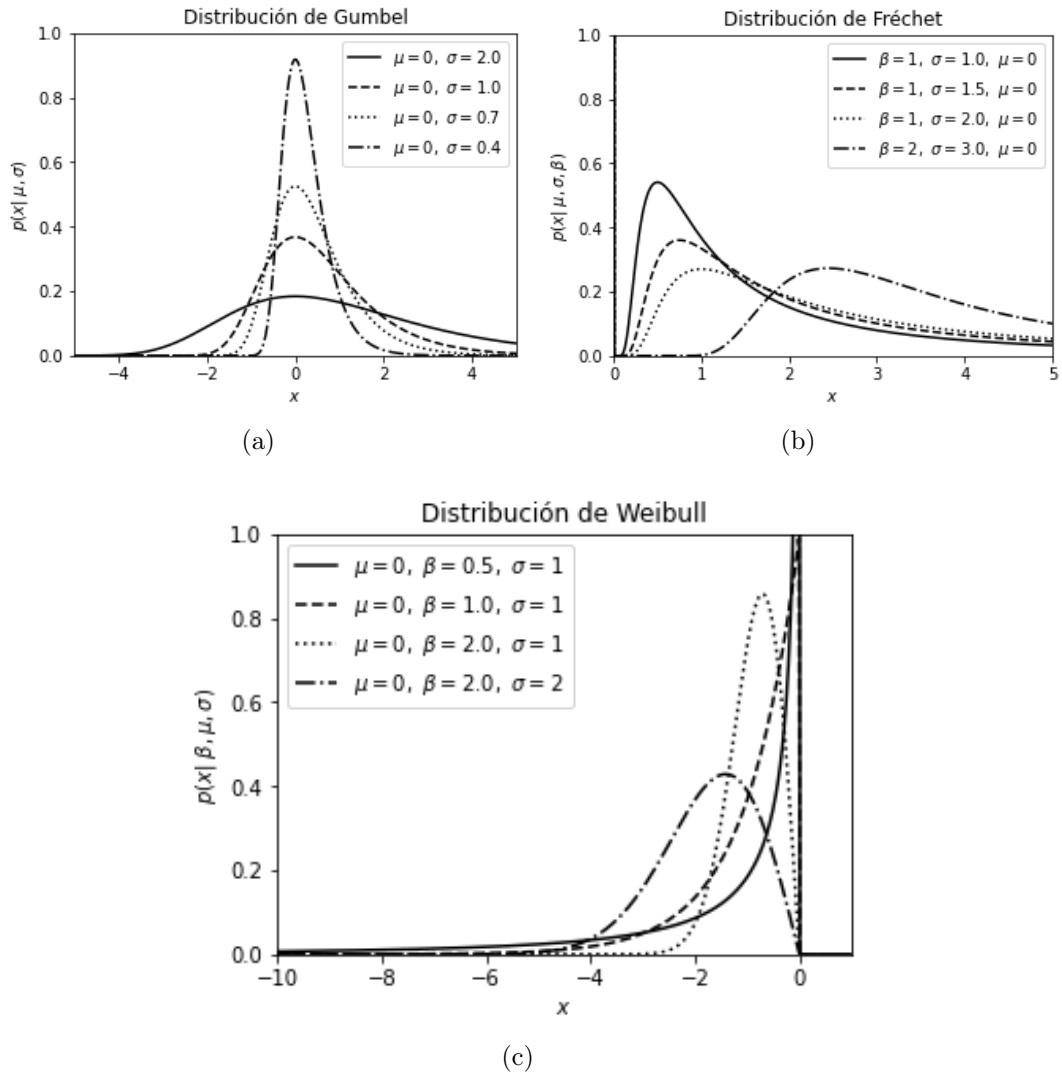 Distribución de Gumbel
1.0
0.8
0.6
0.4
0.2
0.0
p(x| μ, σ)
μ = 0, σ = 2.0
μ = 0, σ = 1.0
μ = 0, σ = 0.7
μ = 0, σ = 0.4
−4 −2 0 2 4
x
(a)
Distribución de Fréchet
1.0
0.8
0.6
0.4
0.2
0.0
p(x| μ, σ, β)
β = 1, σ = 1.0, μ = 0
β = 1, σ = 1.5, μ = 0
β = 1, σ = 2.0, μ = 0
β = 2, σ = 3.0, μ = 0
0 1 2 3 4 5
x
(b)
Distribución de Weibull
1.0
0.8
0.6
0.4
0.2
0.0
p(x| β, μ, σ)
μ = 0, β = 0.5, σ = 1
μ = 0, β = 1.0, σ = 1
μ = 0, β = 2.0, σ = 1
μ = 0, β = 2.0, σ = 2
−10 −8 −6 −4 −2 0
x
(c)